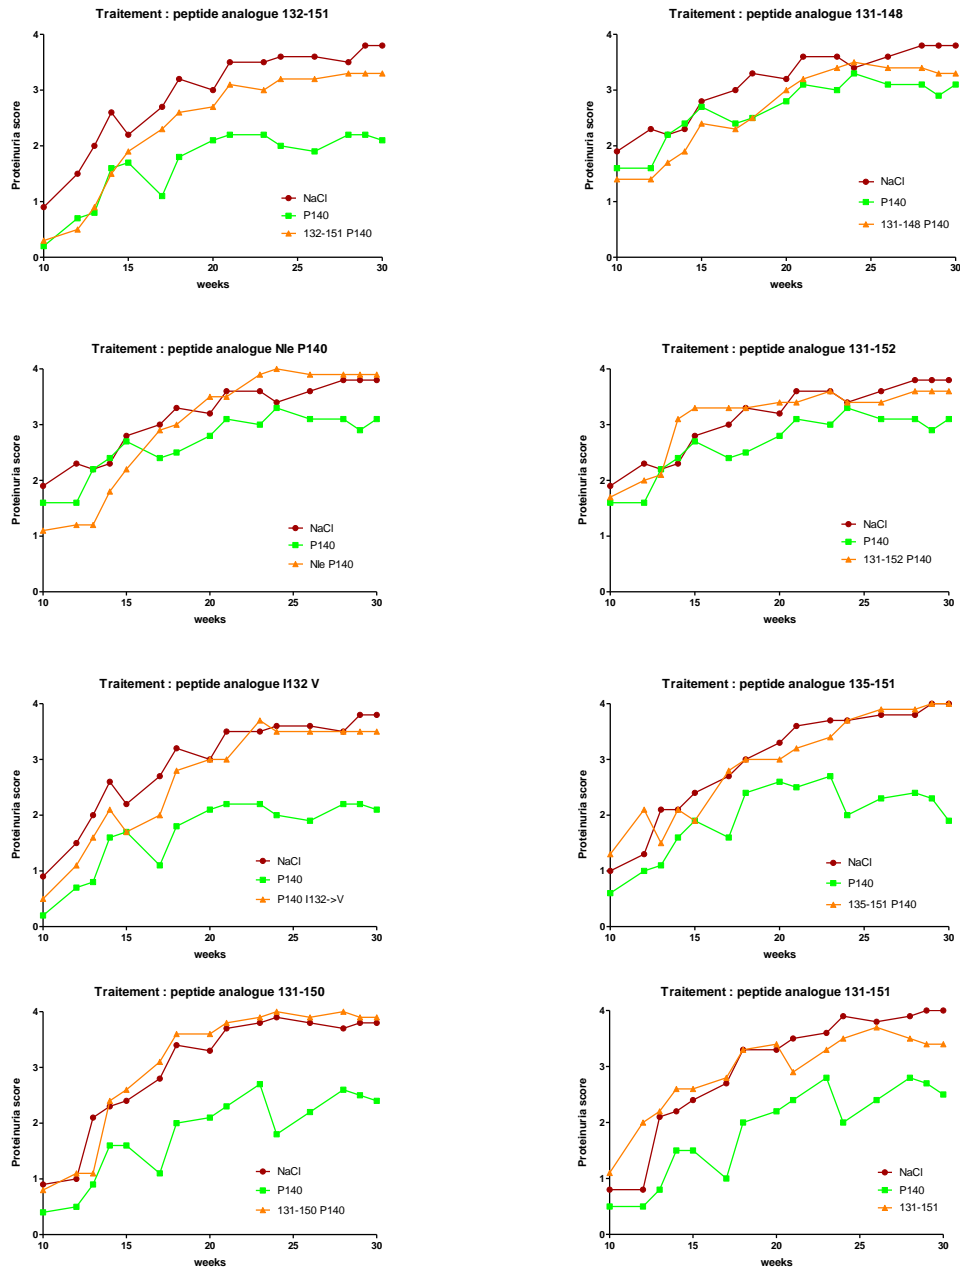 Traitement : peptide analogue 132-151
Proteinuria score
4
3
2
1
0
10 15 20 25 30
weeks
NaCl
P140
132-151 P140
Traitement : peptide analogue 131-148
Proteinuria score
4
3
2
1
0
10 15 20 25 30
weeks
NaCl
P140
131-148 P140
Traitement : peptide analogue Nle P140
Proteinuria score
4
3
2
1
0
10 15 20 25 30
weeks
NaCl
P140
Nle P140
Traitement : peptide analogue 131-152
Proteinuria score
4
3
2
1
0
10 15 20 25 30
weeks
NaCl
P140
131-152 P140
Traitement : peptide analogue I132 V
Proteinuria score
4
3
2
1
0
10 15 20 25 30
weeks
NaCl
P140
P140 I132->V
Traitement : peptide analogue 135-151
Proteinuria score
4
3
2
1
0
10 15 20 25 30
weeks
NaCl
P140
135-151 P140
Traitement : peptide analogue 131-150
Proteinuria score
4
3
2
1
0
10 15 20 25 30
weeks
NaCl
P140
131-150 P140
Traitement : peptide analogue 131-151
Proteinuria score
4
3
2
1
0
10 15 20 25 30
weeks
NaCl
P140
131-151